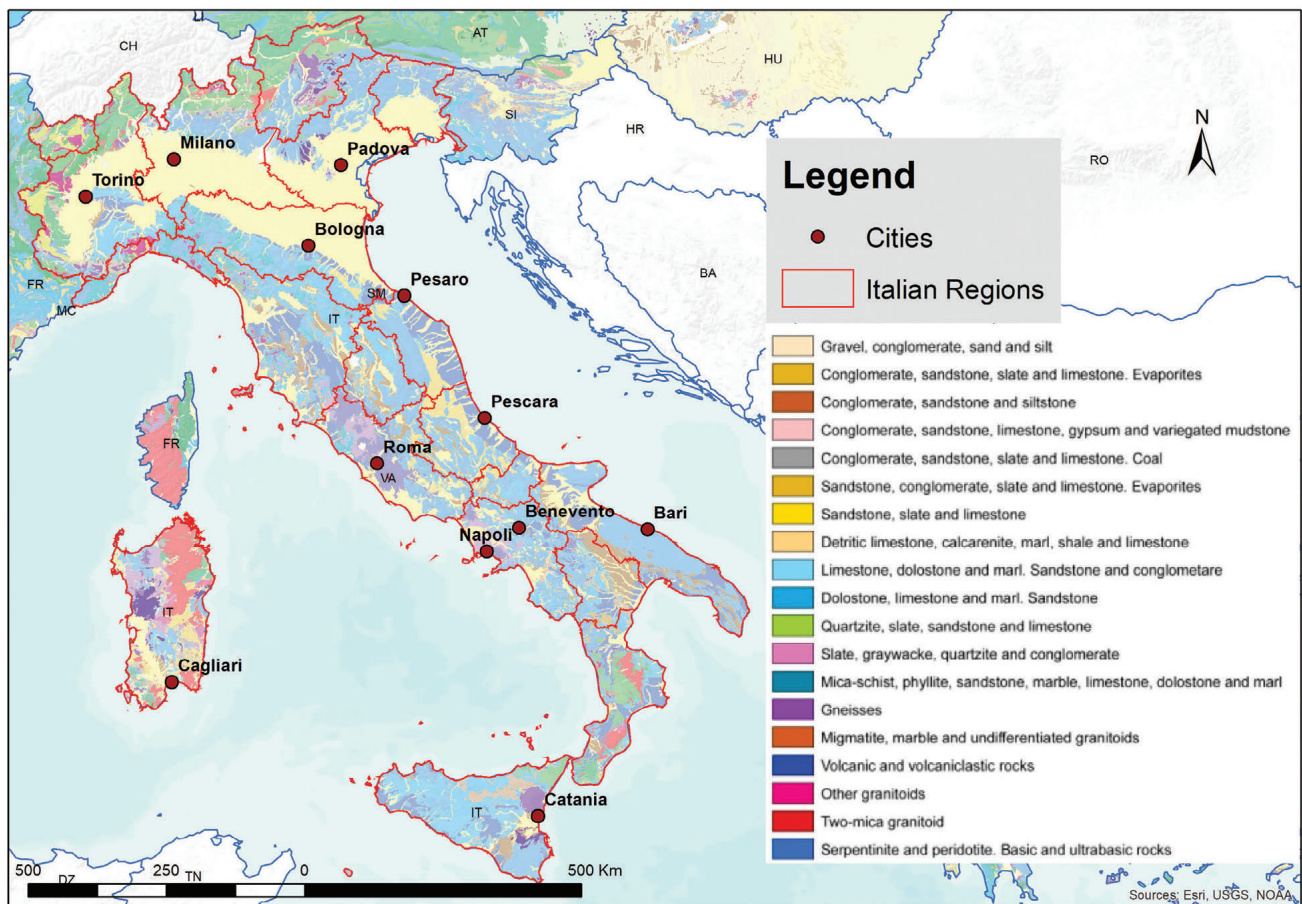 CH
AT
HU
SI
HR
RO
N
Milano
Padova
Torino
Bologna
Pesaro
SM
FR
MC
IT
BA
Pescara
FR
Roma
VA
Benevento
Bari
Napoli
IT
Cagliari
Catania
IT
Legend
Cities
Italian Regions
Gravel, conglomerate, sand and silt
Conglomerate, sandstone, slate and limestone. Evaporites
Conglomerate, sandstone and siltstone
Conglomerate, sandstone, limestone, gypsum and variegated mudstone
Conglomerate, sandstone, slate and limestone. Coal
Sandstone, conglomerate, slate and limestone. Evaporites
Sandstone, slate and limestone
Detritic limestone, calcarenite, marl, shale and limestone
Limestone, dolostone and marl. Sandstone and conglometare
Dolostone, limestone and marl. Sandstone
Quartzite, slate, sandstone and limestone
Slate, graywacke, quartzite and conglomerate
Mica-schist, phyllite, sandstone, marble, limestone, dolostone and marl
Gneisses
Migmatite, marble and undifferentiated granitoids
Volcanic and volcaniclastic rocks
Other granitoids
Two-mica granitoid
Serpentinite and peridotite. Basic and ultrabasic rocks
500 250 0 500 Km
DZ
TN
Sources: Esri, USGS, NOAA